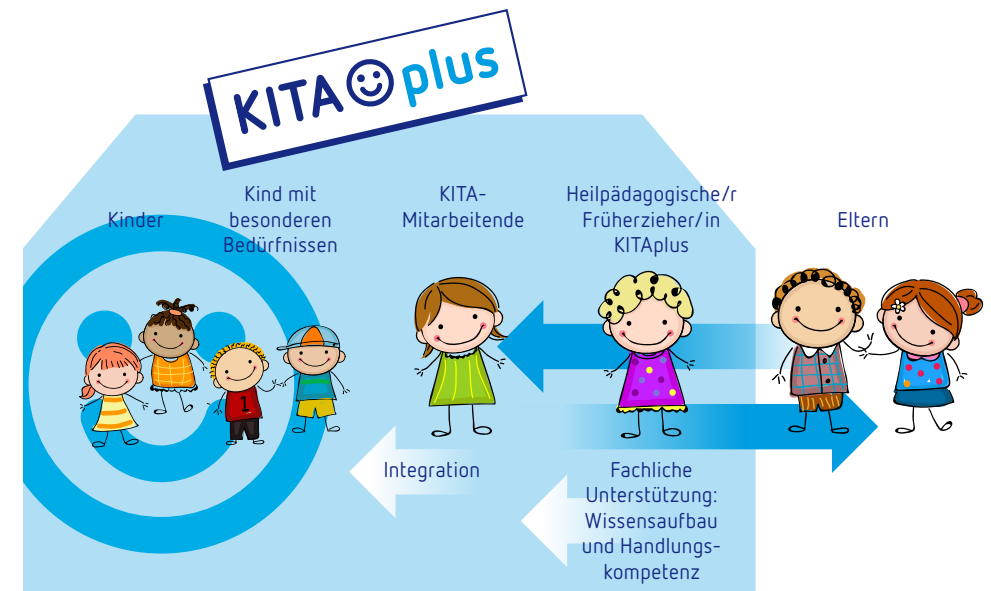 KITA plus
Kinder
Kind mit
besonderen
Bedürfnissen
KITA-
Mitarbeitende
Heilpädagogische/r
Früherzieher/in
KITAplus
Eltern
1
Integration
Fachliche
Unterstützung:
Wissensaufbau
und Handlungs-
kompetenz